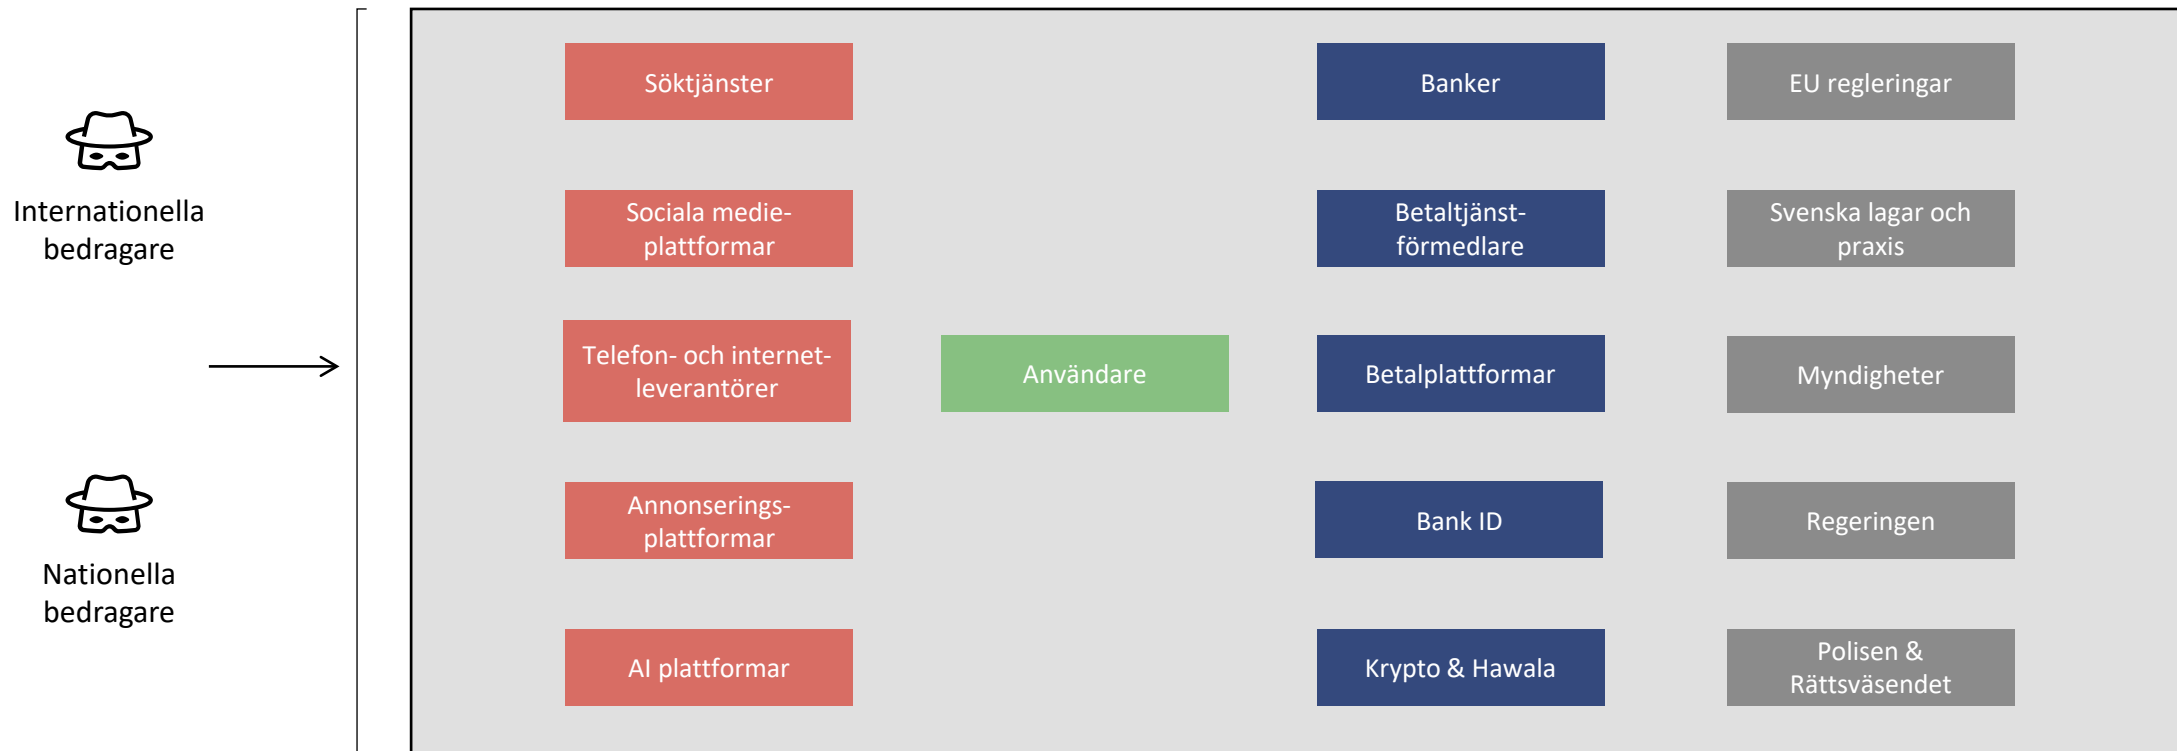 Internationella
bedragare
Nationella
bedragare
Söktjänster
Sociala medie-
plattformar
Telefon- och internet-
leverantörer
Annonserings-
plattformar
AI plattformar
Användare
Banker
Betaltjänst-
förmedlare
Betalplattformar
Bank ID
Krypto & Hawala
EU regleringar
Svenska lagar och
praxis
Myndigheter
Regeringen
Polisen &
Rättsväsendet